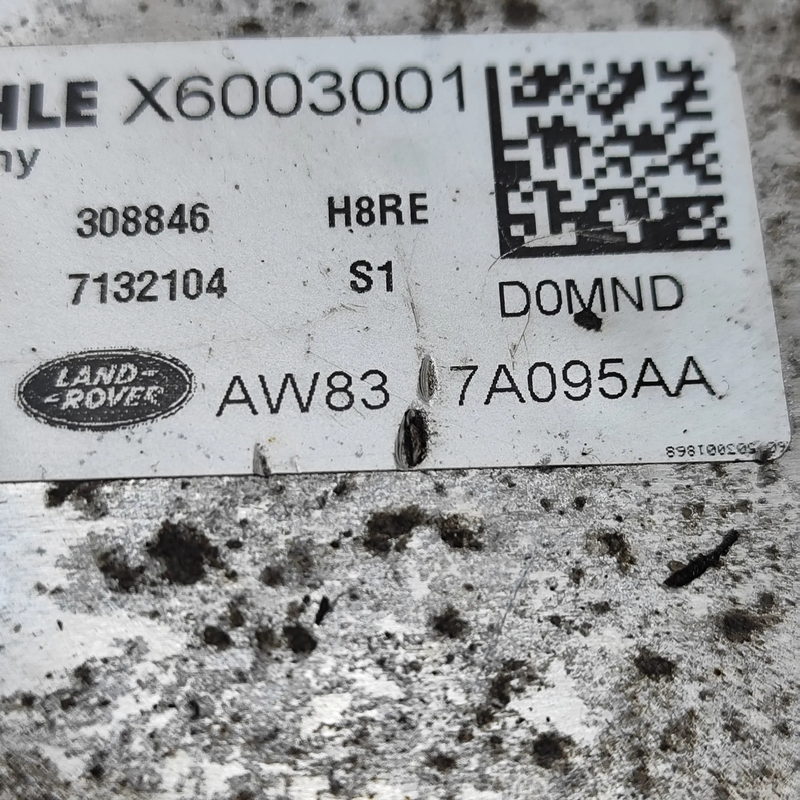 HLE X6003001
ny
308846 H8RE
7132104 S1
D0MND
LAND-
-ROVER
AW83 7A095AA